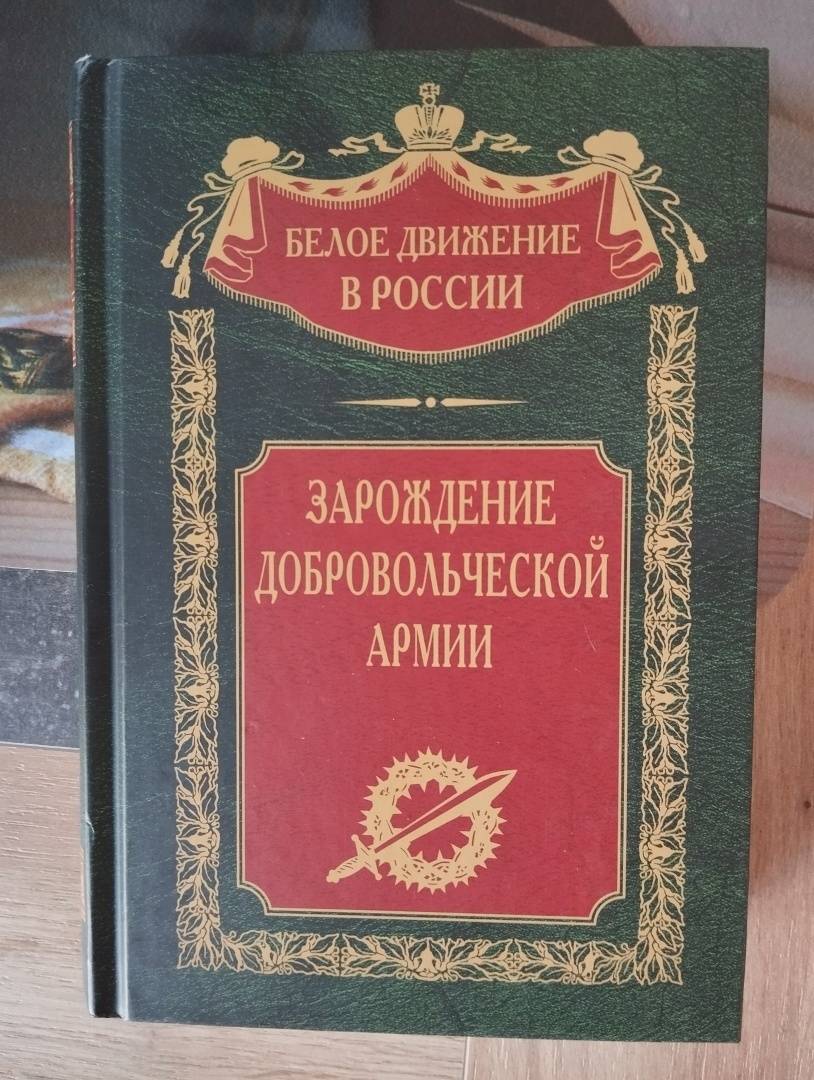 БЕЛОЕ ДВИЖЕНИЕ
В РОССИИ
ЗАРОЖДЕНИЕ
ДОБРОВОЛЬЧЕСКОЙ
АРМИИ